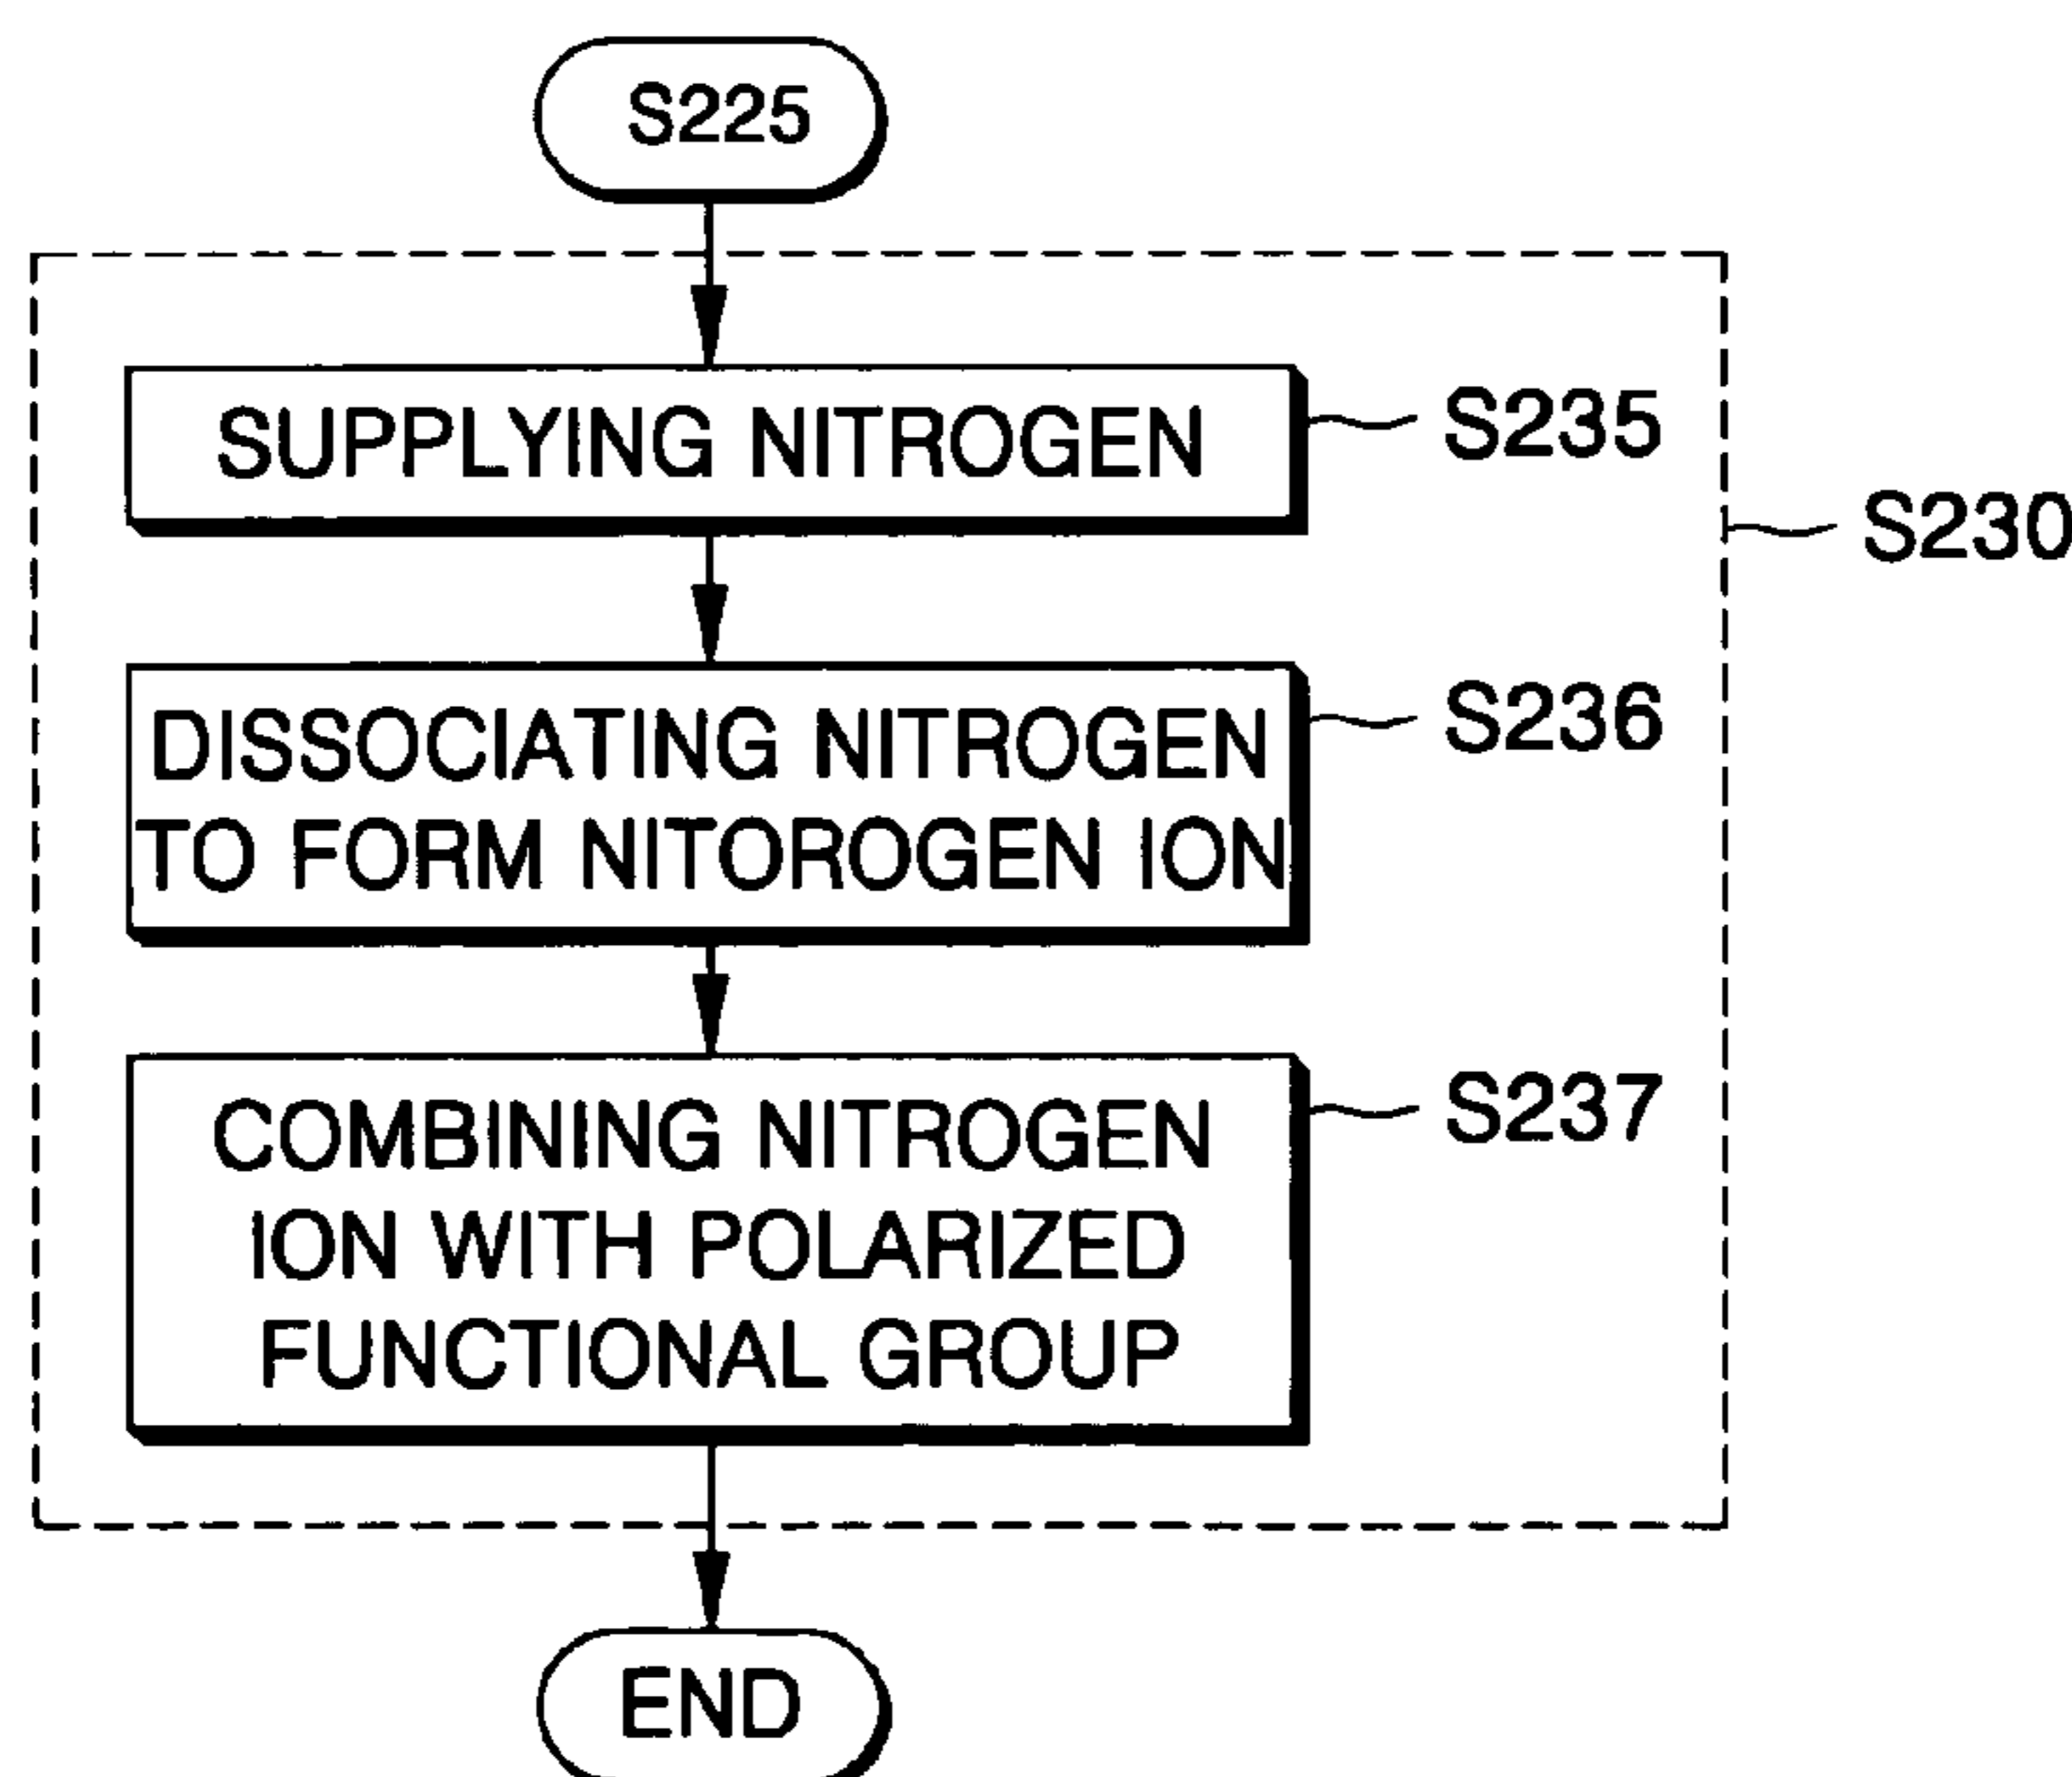 S225
SUPPLYING NITROGEN
S235
S230
DISSOCIATING NITROGEN
TO FORM NITOROGEN ION
S236
COMBINING NITROGEN
ION WITH POLARIZED
FUNCTIONAL GROUP
S237
END